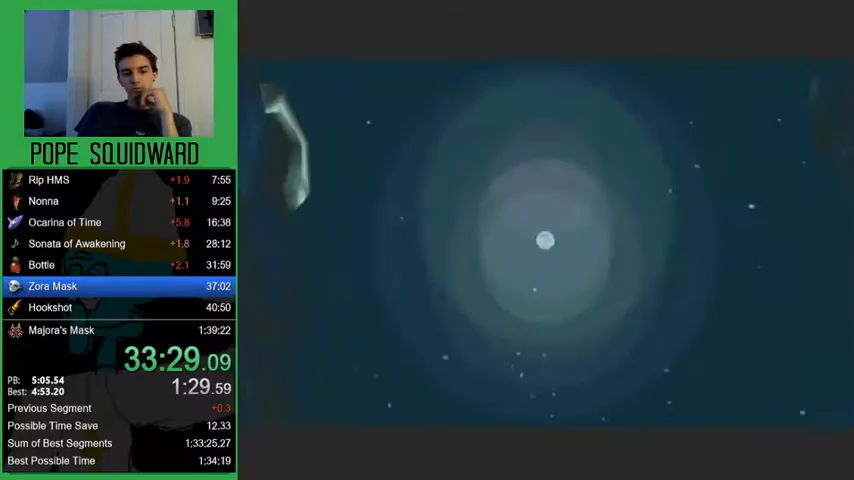 POPE SQUIDWARD
Rip HMS +1.9 7:55
Nonna +1.1 9:25
Ocarina of Time +5.8 16:38
Sonata of Awakening +1.8 28:12
Bottle +2.1 31:59
Zora Mask 37:02
Hookshot 40:50
Majora's Mask 1:39:22
33:29.09
PB: 5:05.54
Best: 4:53.20
1:29.59
Previous Segment +0.3
Possible Time Save 12.33
Sum of Best Segments 1:33:25.27
Best Possible Time 1:34:19